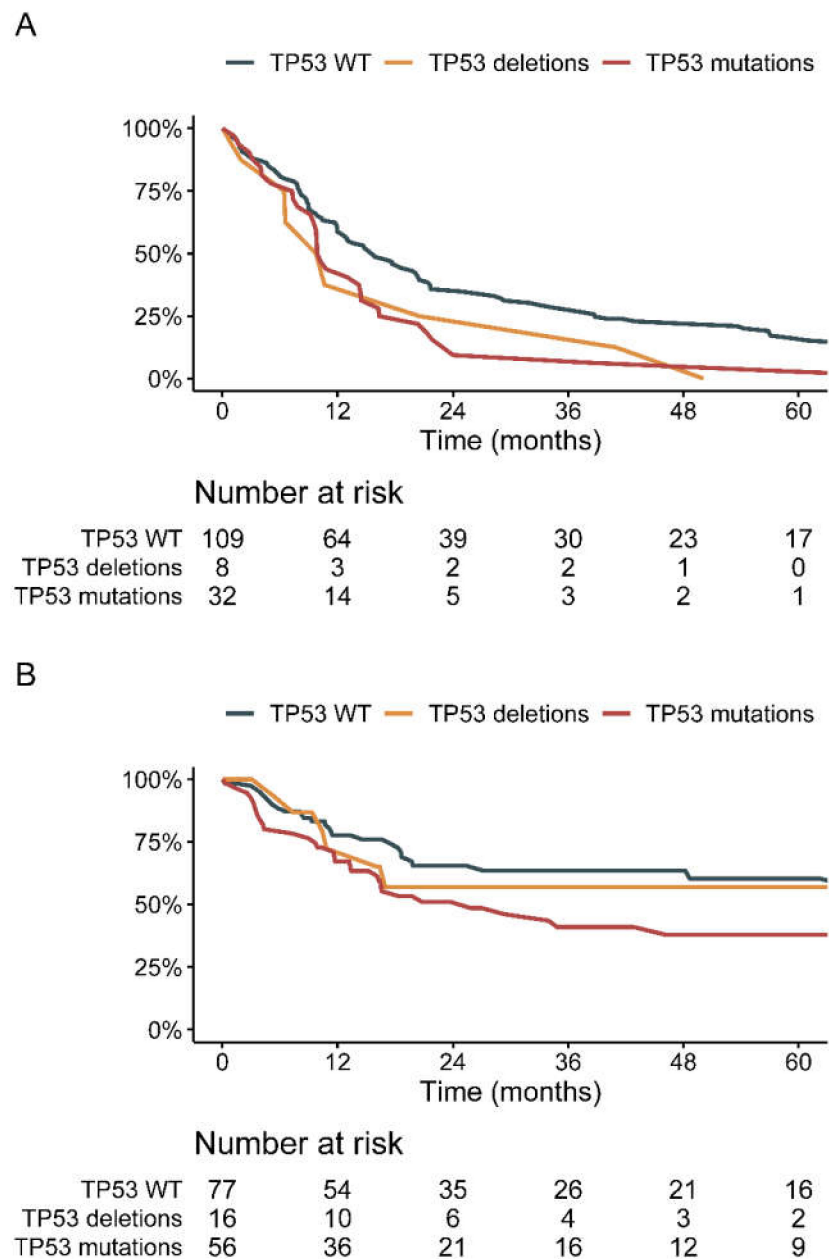 A
TP53 WT TP53 deletions TP53 mutations
100%
75%
50%
25%
0%
0 12 24 36 48 60
Time (months)
Number at risk
TP53 WT 109 64 39 30 23 17
TP53 deletions 8 3 2 2 1 0
TP53 mutations 32 14 5 3 2 1
B
TP53 WT TP53 deletions TP53 mutations
100%
75%
50%
25%
0%
0 12 24 36 48 60
Time (months)
Number at risk
TP53 WT 77 54 35 26 21 16
TP53 deletions 16 10 6 4 3 2
TP53 mutations 56 36 21 16 12 9